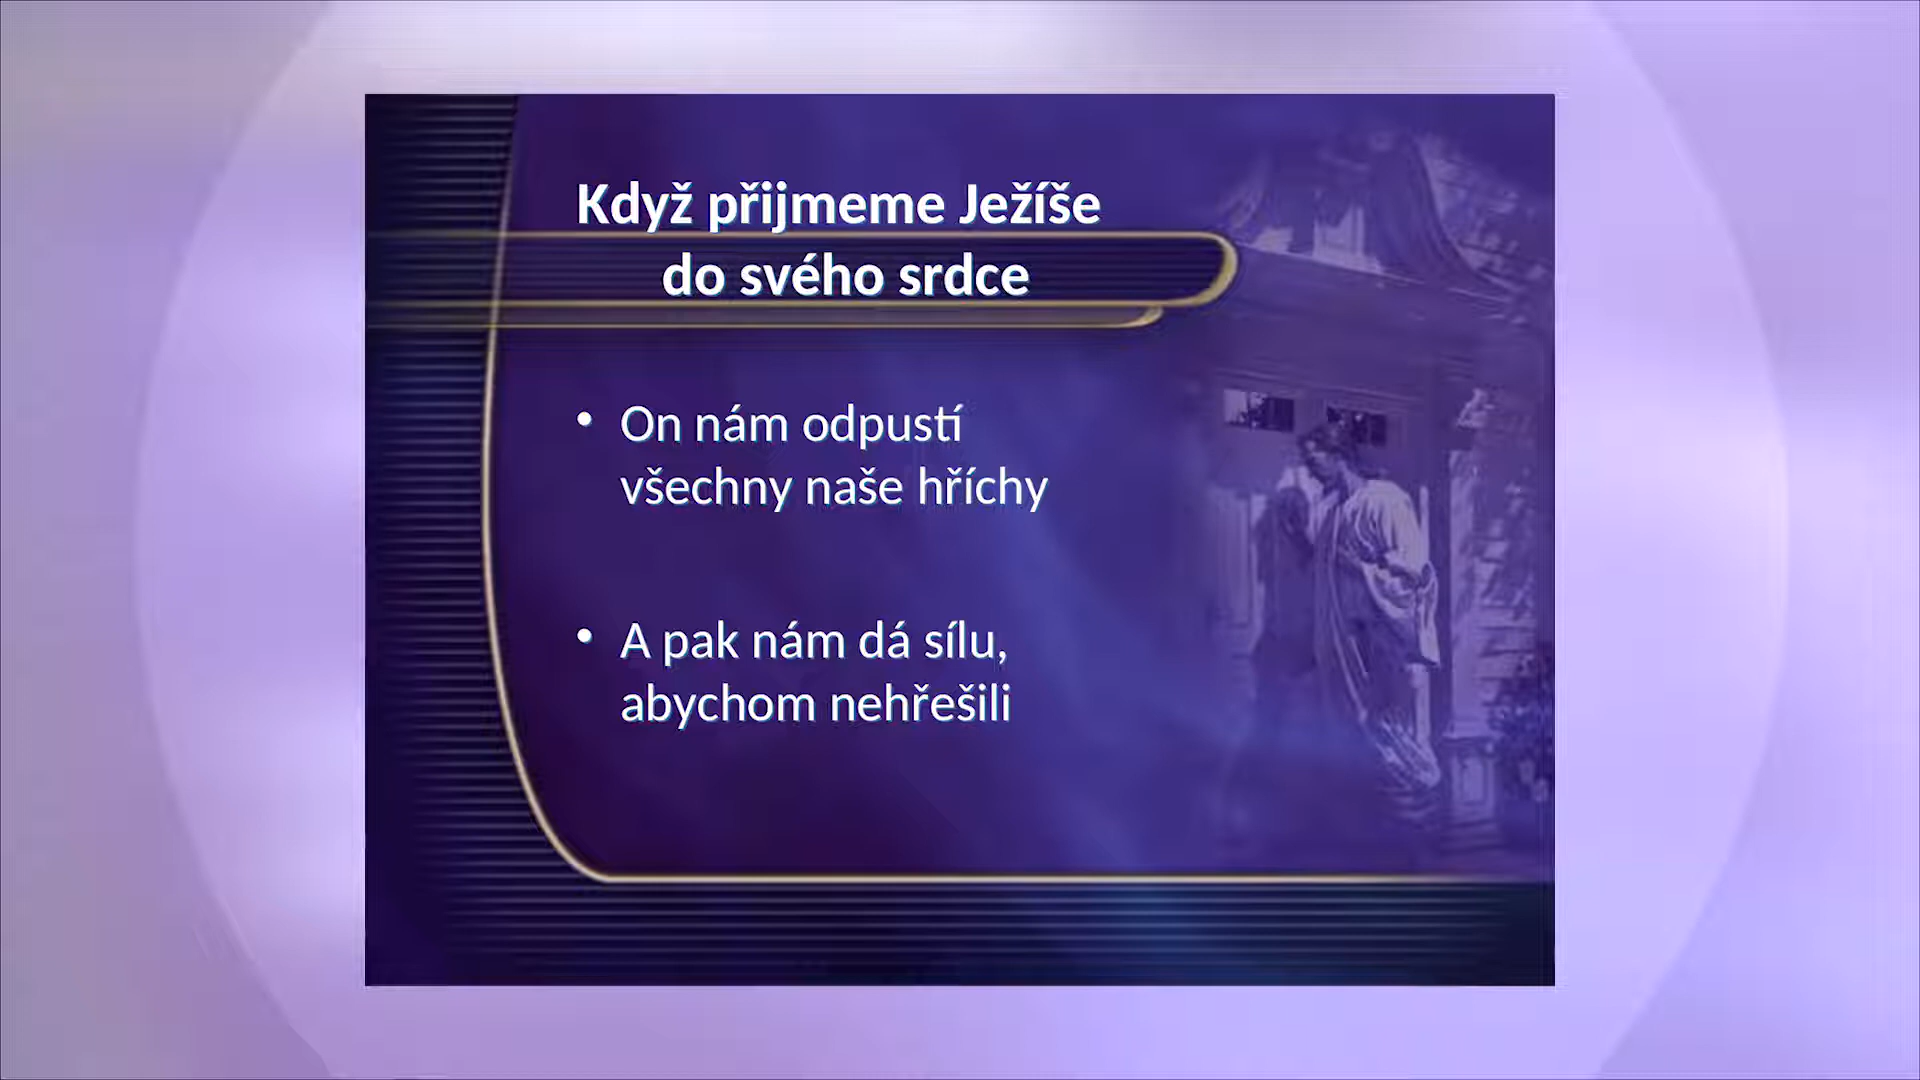 Když přijmeme Ježíše
do svého srdce
• On nám odpustí
všechny naše hříchy
• A pak nám dá sílu,
abychom nehřešili